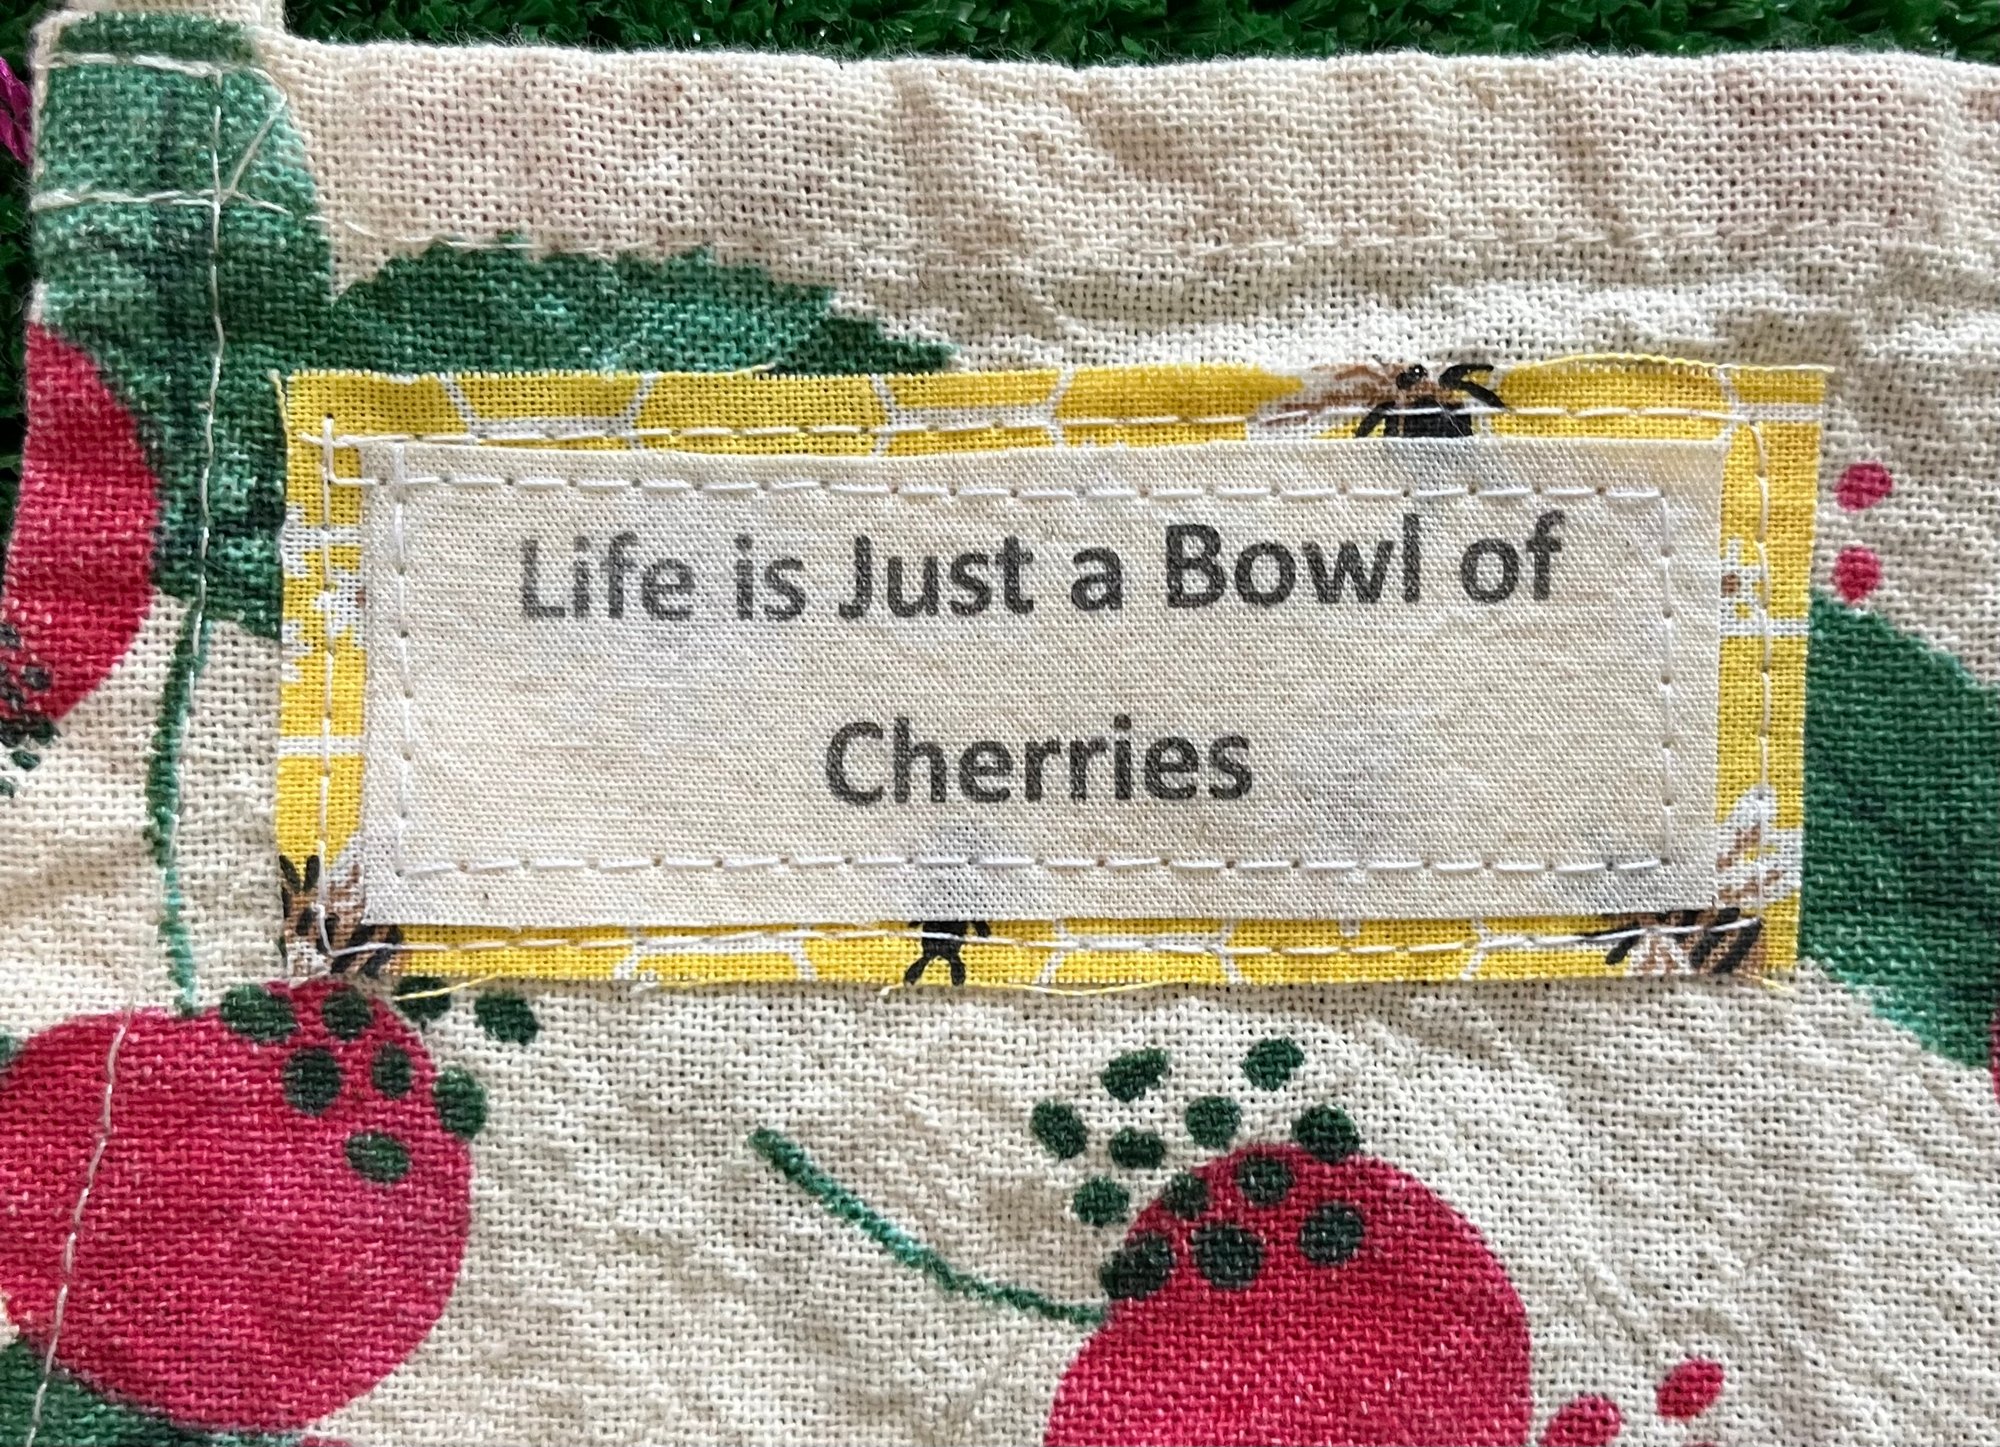 Life is Just a Bowl of
Cherries